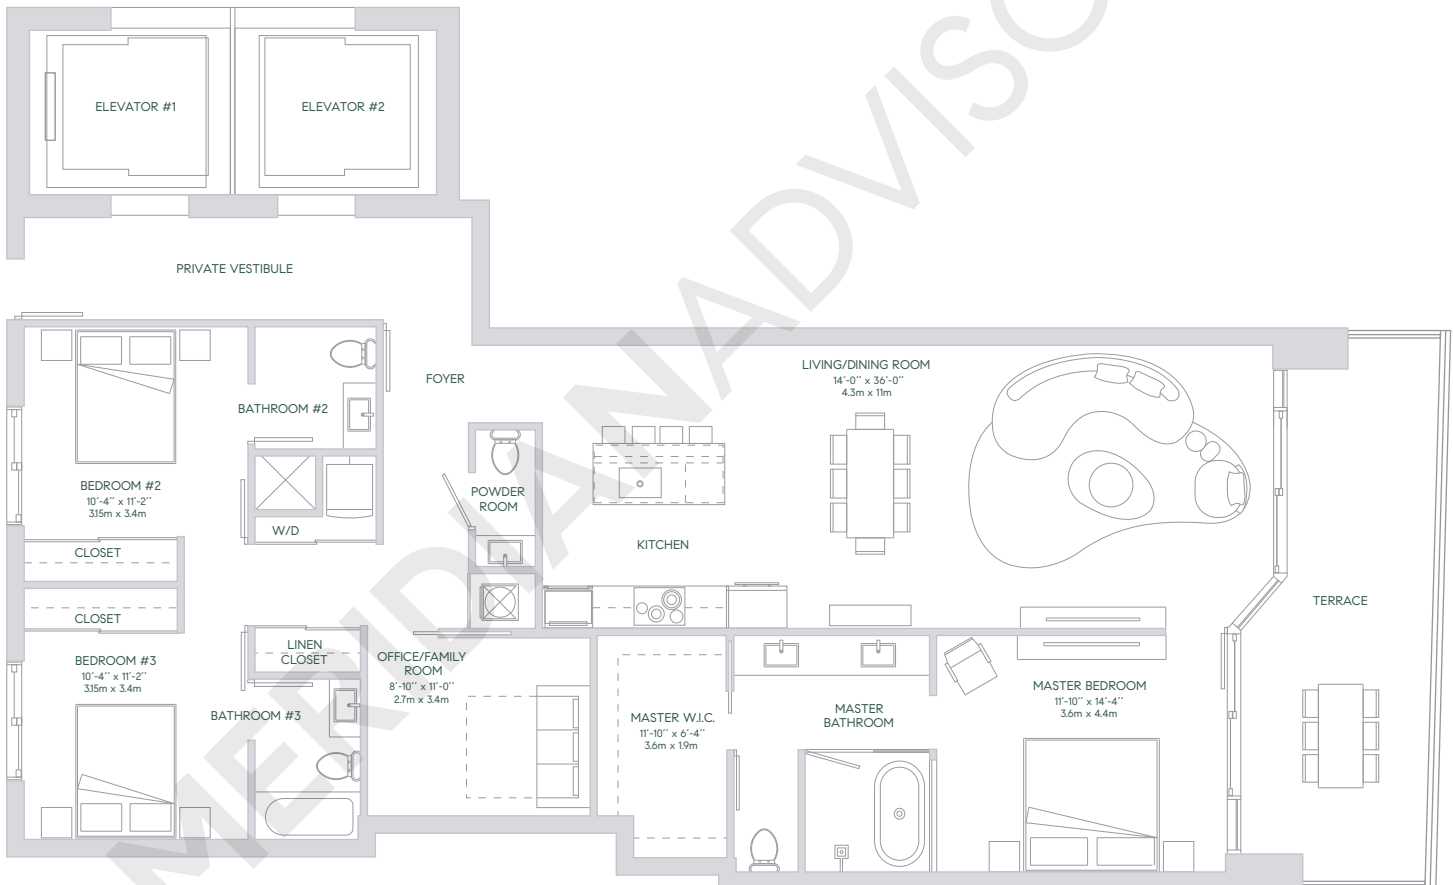 ELEVATOR #1
ELEVATOR #2
PRIVATE VESTIBULE
FOYER
LIVING/DINING ROOM
14'-0'' x 36'-0''
4.3m x 11m
BATHROOM #2
BEDROOM #2
10'-4'' x 11'-2''
3.15m x 3.4m
POWDER
ROOM
W/D
KITCHEN
CLOSET
CLOSET
TERRACE
LINEN
CLOSET
BEDROOM #3
10'-4'' x 11'-2''
3.15m x 3.4m
OFFICE/FAMILY
ROOM
8'-10'' x 11'-0''
2.7m x 3.4m
BATHROOM #3
MASTER W.I.C.
11'-10'' x 6'-4''
3.6m x 1.9m
MASTER
BATHROOM
MASTER BEDROOM
11'-10'' x 14'-4''
3.6m x 4.4m
MERIDIANADVISO